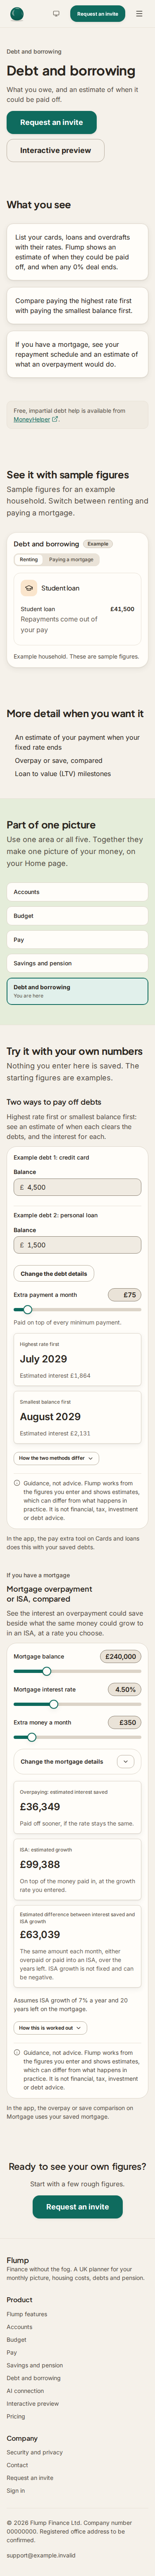 Request an invite
Debt and borrowing
Debt and borrowing
What you owe, and an estimate of when it
could be paid off.
Request an invite
Interactive preview
What you see
List your cards, loans and overdrafts
with their rates. Flump shows an
estimate of when they could be paid
off, and when any 0% deal ends.
Compare paying the highest rate first
with paying the smallest balance first.
If you have a mortgage, see your
repayment schedule and an estimate of
what an overpayment would do.
Free, impartial debt help is available from
MoneyHelper.
See it with sample figures
Sample figures for an example
household. Switch between renting and
paying a mortgage.
Debt and borrowing Example
Renting Paying a mortgage
Student loan
Student loan £41,500
Repayments come out of
your pay
Example household. These are sample figures.
More detail when you want it
An estimate of your payment when your
fixed rate ends
Overpay or save, compared
Loan to value (LTV) milestones
Part of one picture
Use one area or all five. Together they
make one picture of your money, on
your Home page.
Accounts
Budget
Pay
Savings and pension
Debt and borrowing
You are here
Try it with your own numbers
Nothing you enter here is saved. The
starting figures are examples.
Two ways to pay off debts
Highest rate first or smallest balance first:
see an estimate of when each clears the
debts, and the interest for each.
Example debt 1: credit card
Balance
£ 4,500
Example debt 2: personal loan
Balance
£ 1,500
Change the debt details
Extra payment a month £75
Paid on top of every minimum payment.
Highest rate first
July 2029
Estimated interest £1,864
Smallest balance first
August 2029
Estimated interest £2,131
How the two methods differ
Guidance, not advice. Flump works from
the figures you enter and shows estimates,
which can differ from what happens in
practice. It is not financial, tax, investment
or debt advice.
In the app, the pay extra tool on Cards and loans
does this with your saved debts.
If you have a mortgage
Mortgage overpayment
or ISA, compared
See the interest an overpayment could save
beside what the same money could grow to
in an ISA, at a rate you choose.
Mortgage balance £240,000
Mortgage interest rate 4.50%
Extra money a month £350
Change the mortgage details
Overpaying: estimated interest saved
£36,349
Paid off sooner, if the rate stays the same.
ISA: estimated growth
£99,388
On top of the money paid in, at the growth
rate you entered.
Estimated difference between interest saved and
ISA growth
£63,039
The same amount each month, either
overpaid or paid into an ISA, over the
years left. ISA growth is not fixed and can
be negative.
Assumes ISA growth of 7% a year and 20
years left on the mortgage.
How this is worked out
Guidance, not advice. Flump works from
the figures you enter and shows estimates,
which can differ from what happens in
practice. It is not financial, tax, investment
or debt advice.
In the app, the overpay or save comparison on
Mortgage uses your saved mortgage.
Ready to see your own figures?
Start with a few rough figures.
Request an invite
Flump
Finance without the fog. A UK planner for your
monthly picture, housing costs, debts and pension.
Product
Flump features
Accounts
Budget
Pay
Savings and pension
Debt and borrowing
AI connection
Interactive preview
Pricing
Company
Security and privacy
Contact
Request an invite
Sign in
© 2026 Flump Finance Ltd. Company number
00000000. Registered office address to be
confirmed.
support@example.invalid